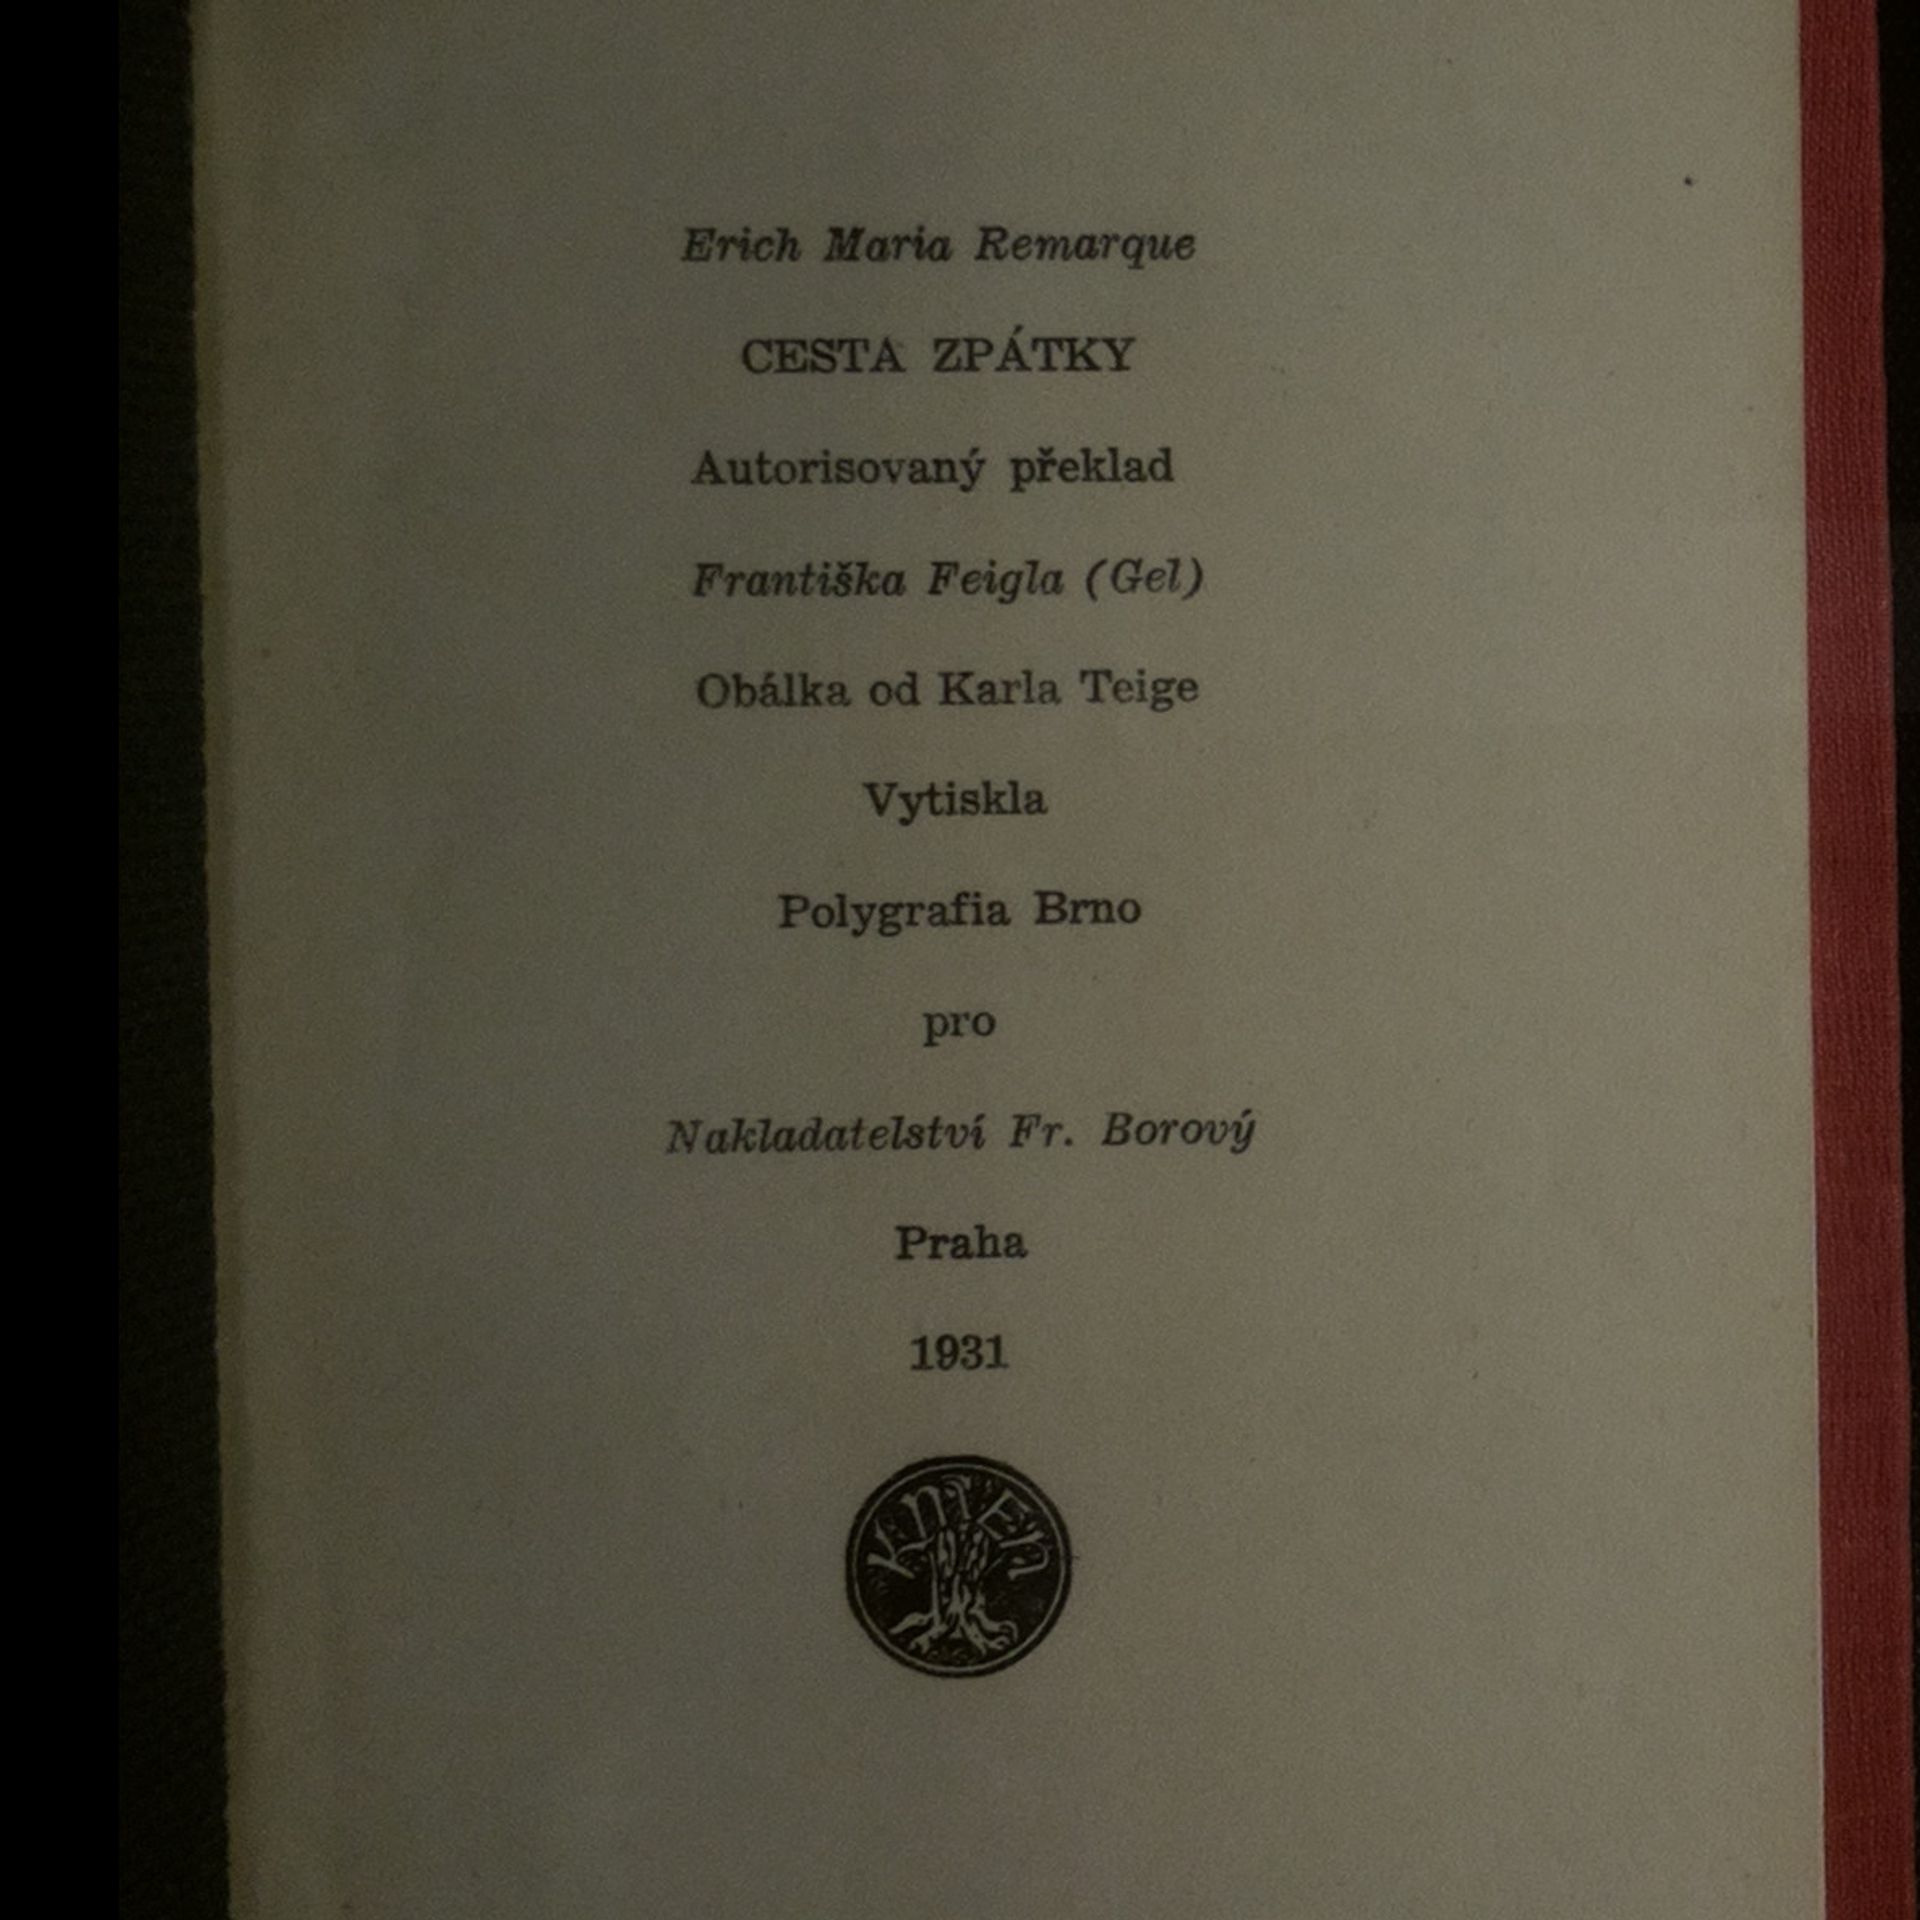 Erich Maria Remarque
CESTA ZPÁTKY
Autorisovaný překlad
Františka Feigla (Gel)
Obálka od Karla Teige
Vytiskla
Polygrafia Brno
pro
Nakladatelství Fr. Borový
Praha
1931
KMEN